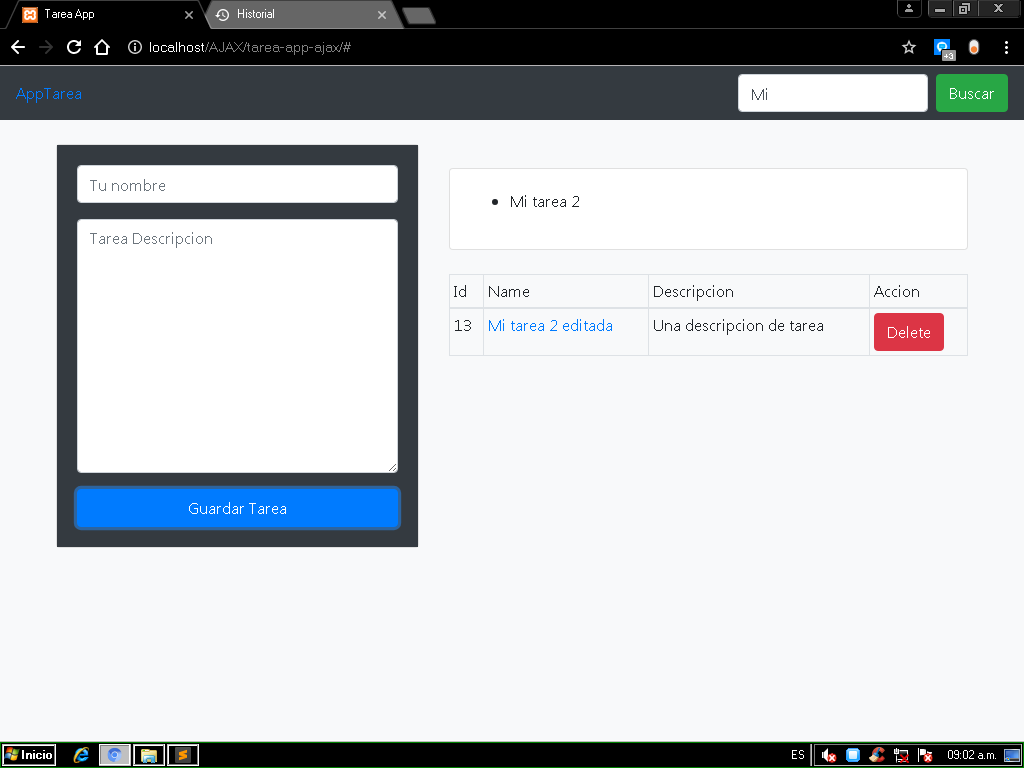 Tarea App
Historial
localhost/AJAX/tarea-app-ajax/#
+3
AppTarea
Mi
Buscar
Tu nombre
Tarea Descripcion
Guardar Tarea
Mi tarea 2
Id Name Descripcion Accion
13 Mi tarea 2 editada Una descripcion de tarea Delete
Inicio
ES
09:02 a.m.